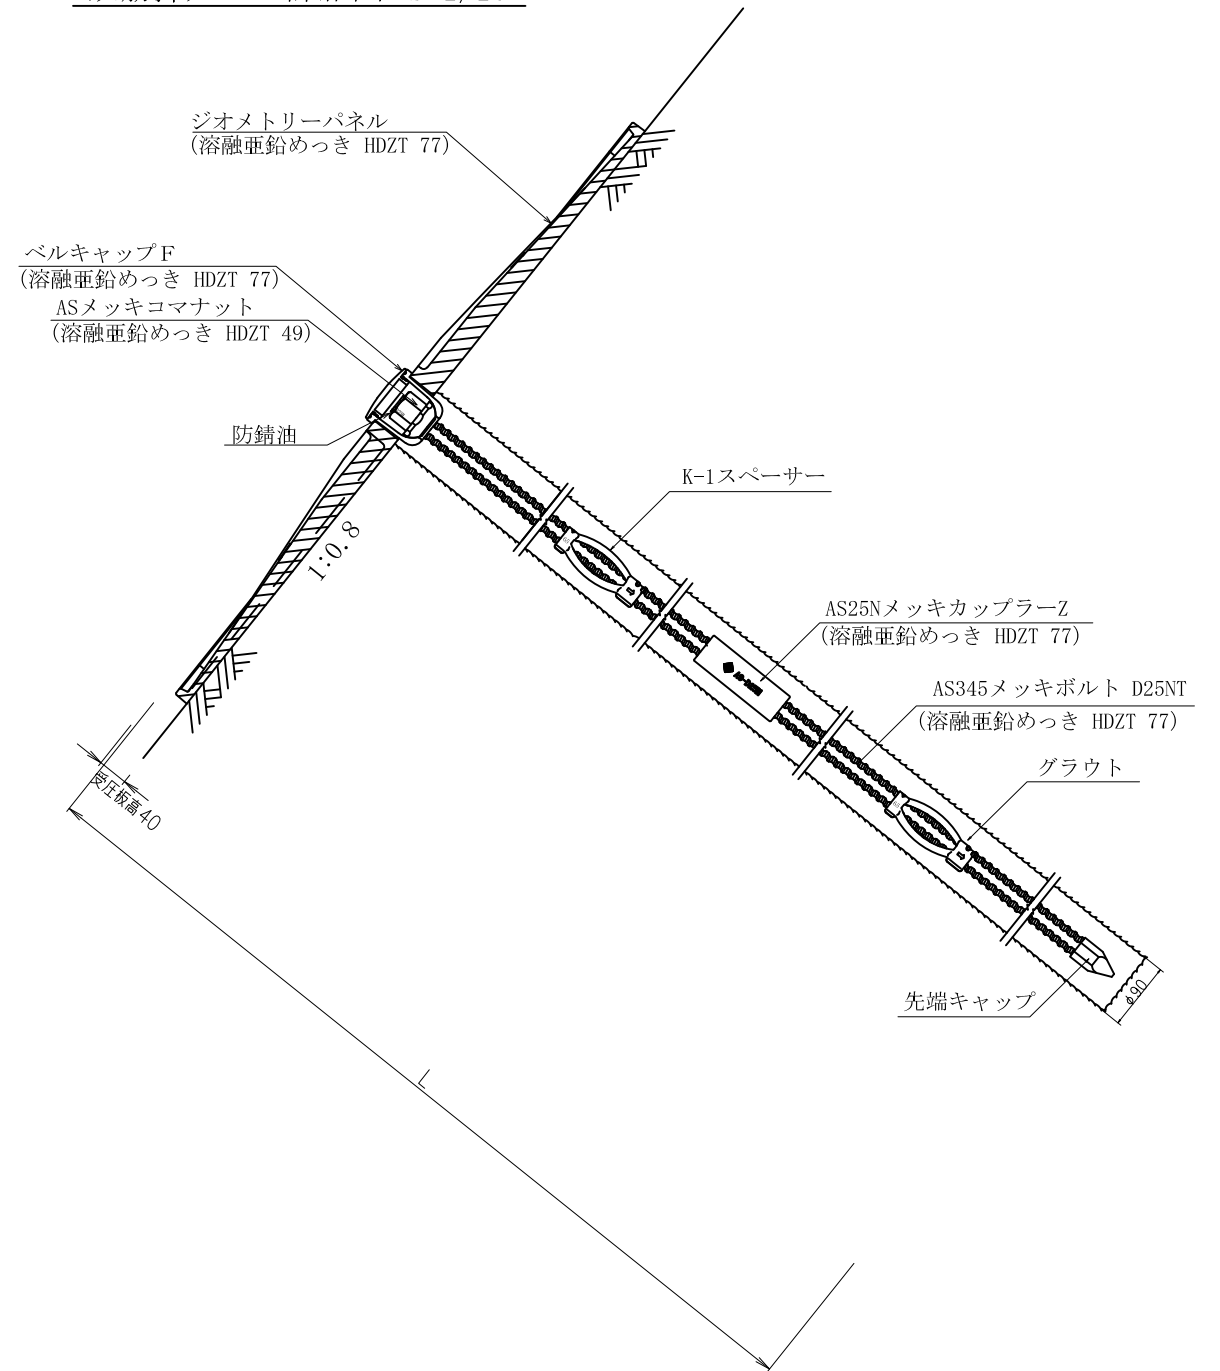 ジオメトリーパネル
(溶融亜鉛めっき HDZT 77)
ベルキャップF
(溶融亜鉛めっき HDZT 77)
ASメッキコマナット
(溶融亜鉛めっき HDZT 49)
防錆油
K-1スペーサー
1:0.8
AS25NメッキカップラーZ
(溶融亜鉛めっき HDZT 77)
AS345メッキボルト D25NT
(溶融亜鉛めっき HDZT 77)
グラウト
受圧板高40
先端キャップ
φ90
L